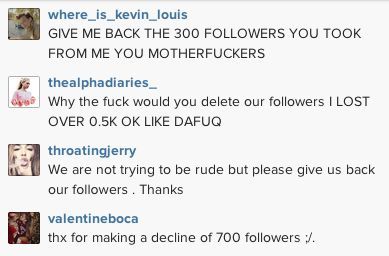 where_is_kevin_louis
GIVE ME BACK THE 300 FOLLOWERS YOU TOOK
FROM ME YOU MOTHERFUCKERS
thealphadiaries_
Why the fuck would you delete our followers I LOST
OVER 0.5K OK LIKE DAFUQ
throatingjerry
We are not trying to be rude but please give us back
our followers . Thanks
valentineboca
thx for making a decline of 700 followers ;/.